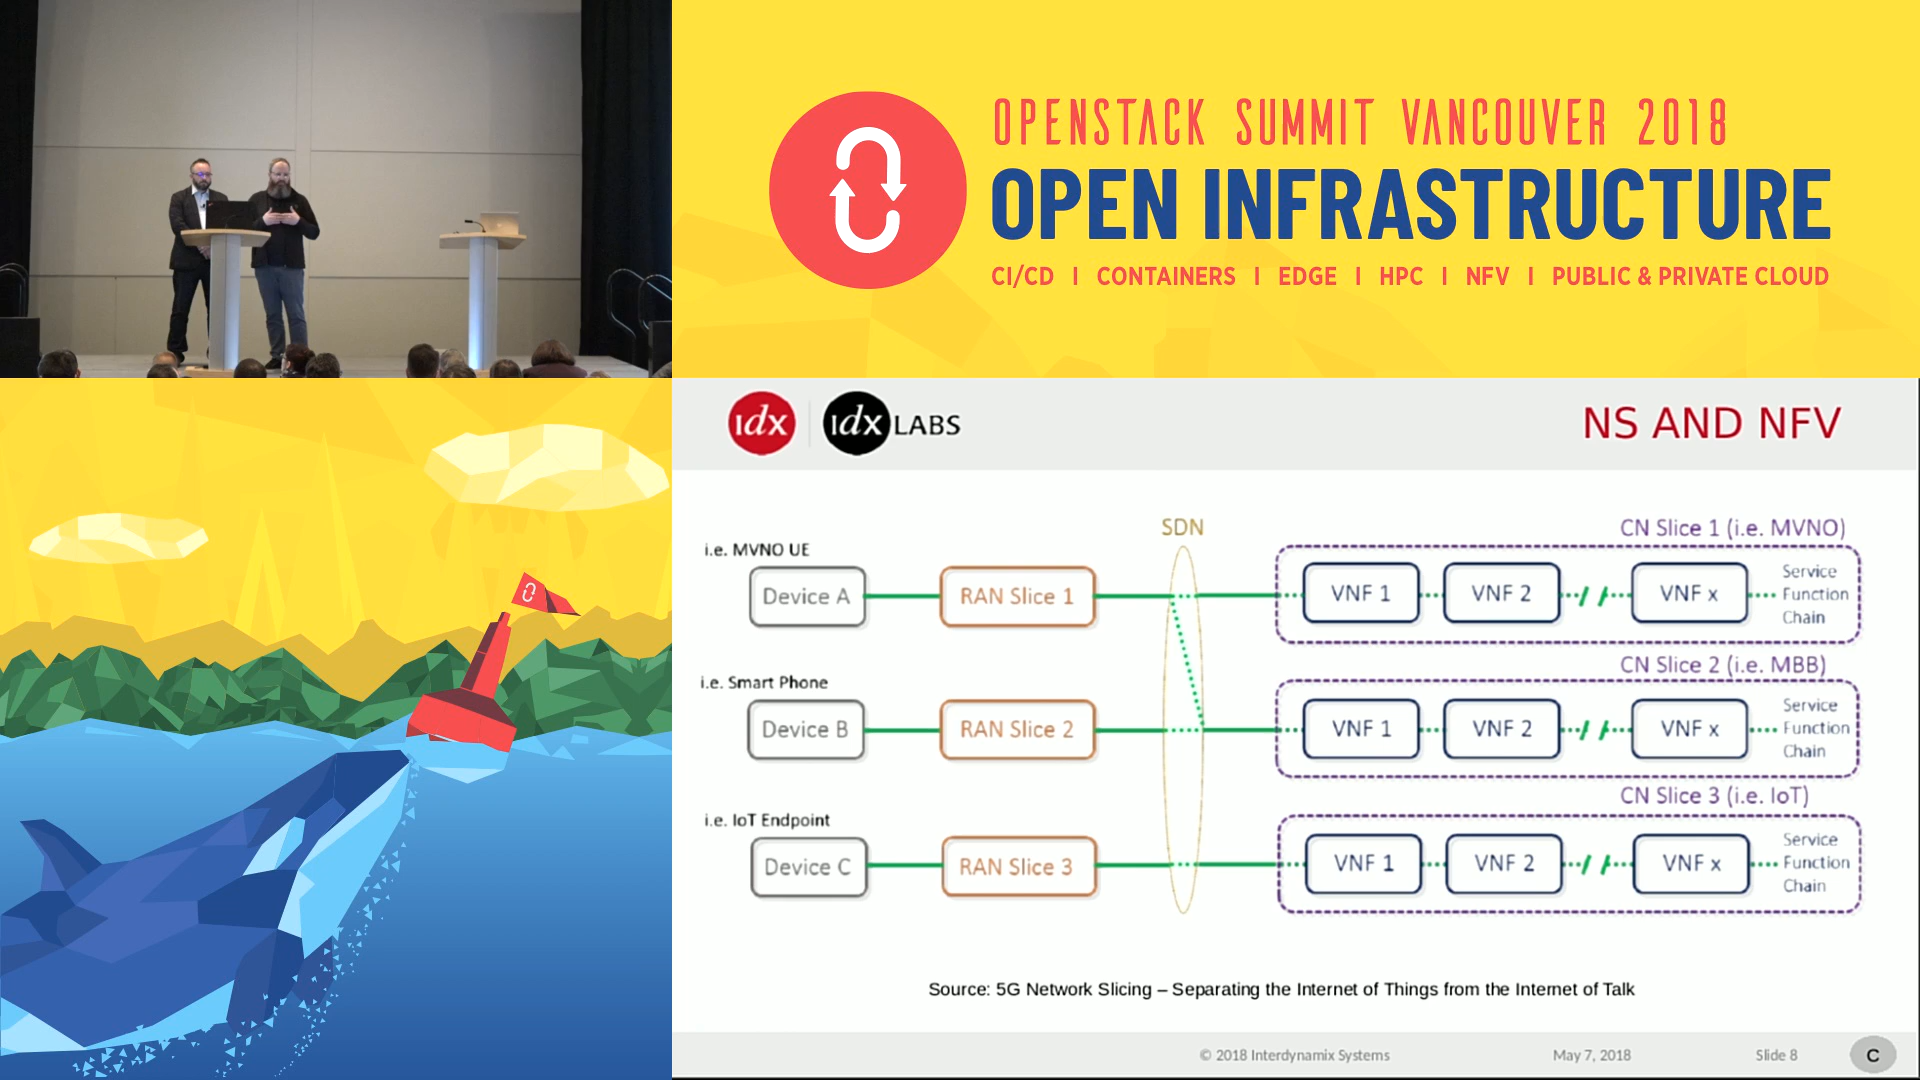 OPENSTACK SUMMIT VANCOUVER 2018
OPEN INFRASTRUCTURE
CI/CD | CONTAINERS | EDGE | HPC | NFV | PUBLIC & PRIVATE CLOUD
idx idx LABS
NS AND NFV
SDN
CN Slice 1 (i.e. MVNO)
i.e. MVNO UE
Device A RAN Slice 1 VNF 1 VNF 2 VNF x
Service
Function
Chain
CN Slice 2 (i.e. MBB)
i.e. Smart Phone
Device B RAN Slice 2 VNF 1 VNF 2 VNF x
Service
Function
Chain
CN Slice 3 (i.e. IoT)
i.e. IoT Endpoint
Device C RAN Slice 3 VNF 1 VNF 2 VNF x
Service
Function
Chain
Source: 5G Network Slicing – Separating the Internet of Things from the Internet of Talk
© 2018 Interdynamix Systems May 7, 2018 Slide 8 C